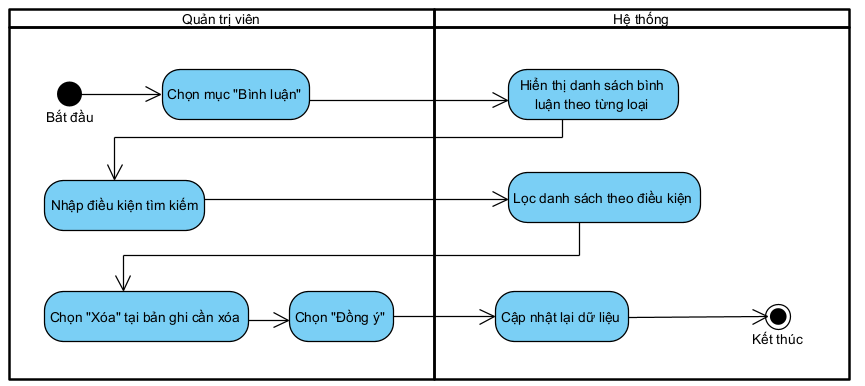 Quản trị viên
Hệ thống
Bắt đầu
Chọn mục "Bình luận"
Hiển thị danh sách bình
luận theo từng loại
Nhập điều kiện tìm kiếm
Lọc danh sách theo điều kiện
Chọn "Xóa" tại bản ghi cần xóa
Chọn "Đồng ý"
Cập nhật lại dữ liệu
Kết thúc